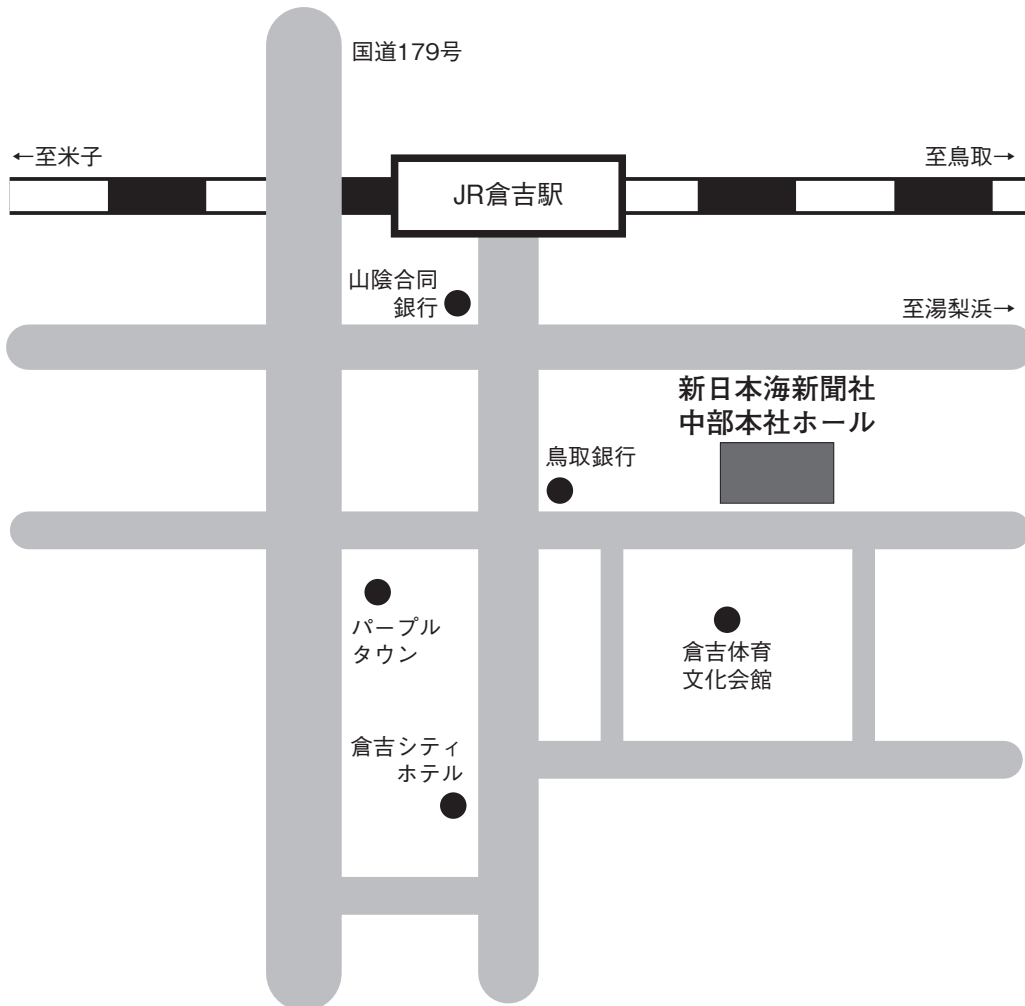 国道179号
←至米子
至鳥取→
JR倉吉駅
山陰合同
銀行
至湯梨浜→
新日本海新聞社
中部本社ホール
鳥取銀行
パープル
タウン
倉吉体育
文化会館
倉吉シティ
ホテル